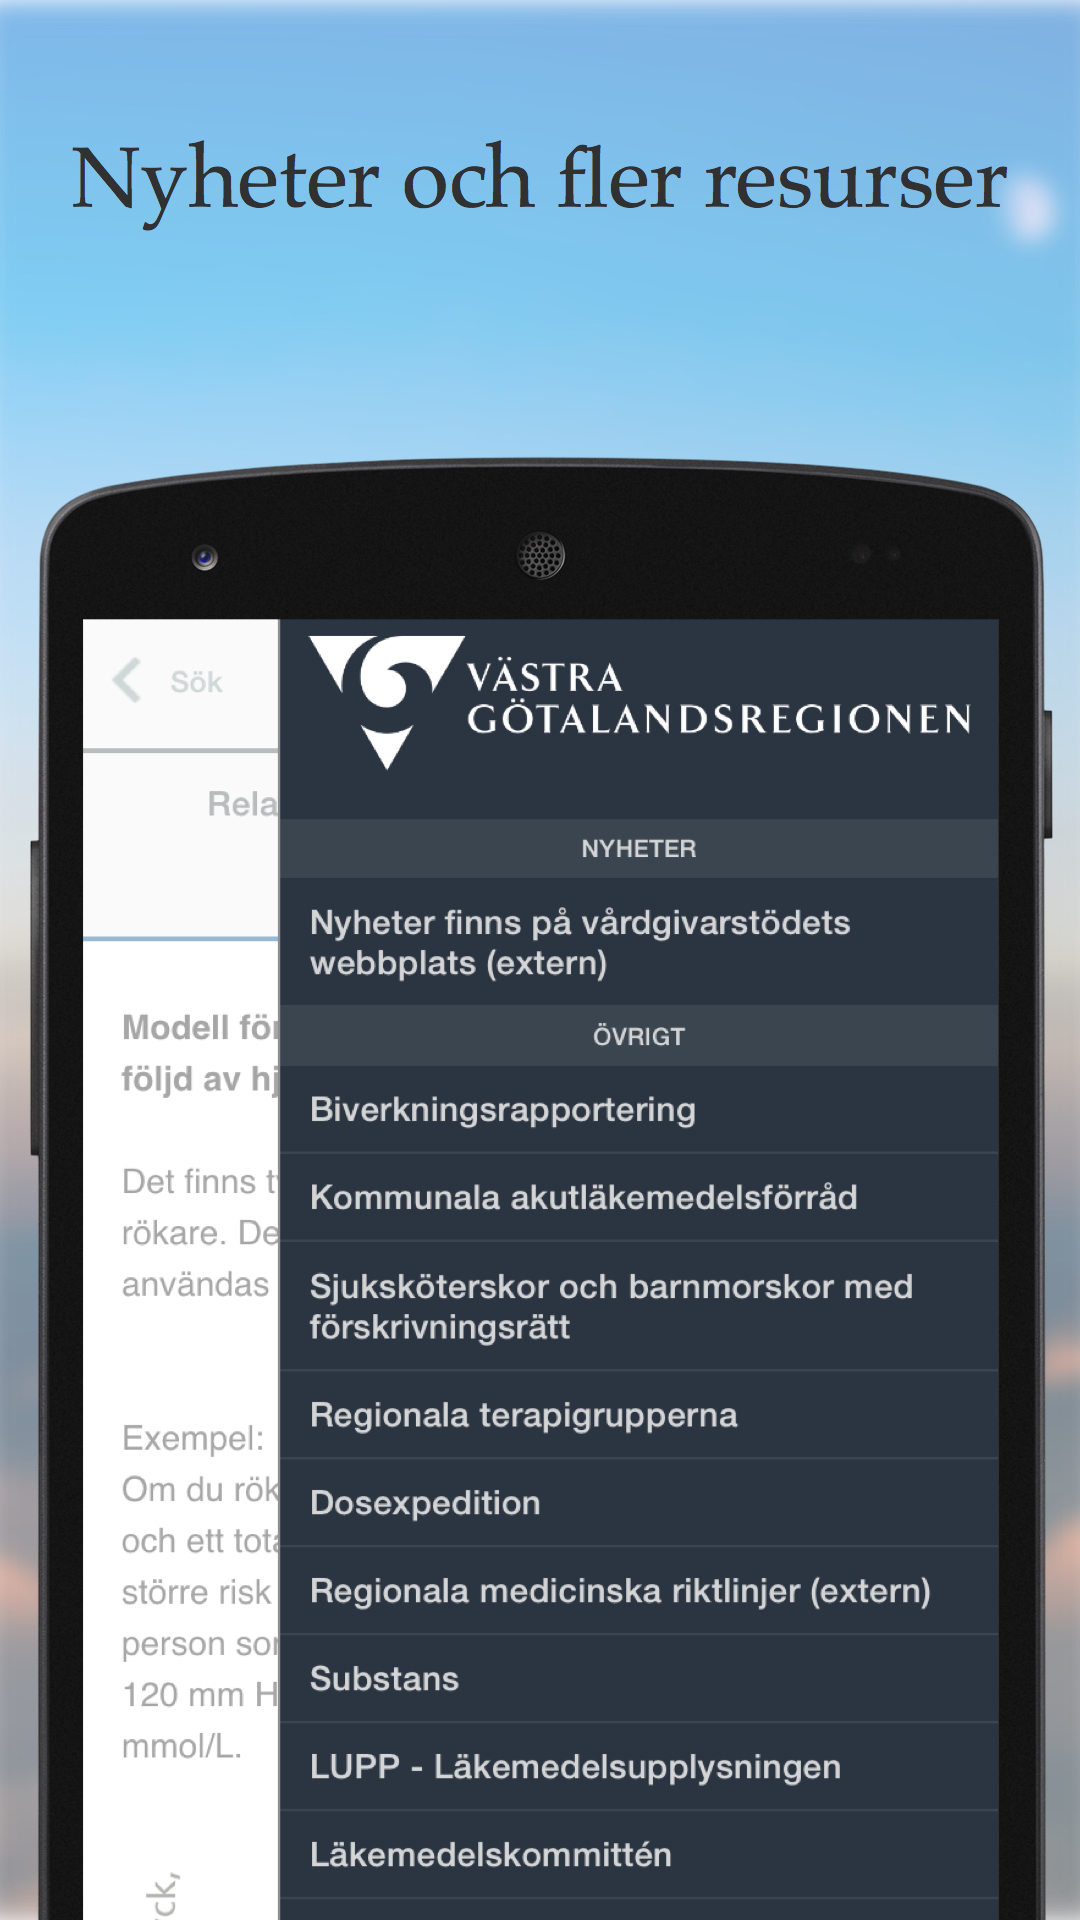 Nyheter och fler resurser
Sök
VÄSTRA
GÖTALANDSREGIONEN
NYHETER
Nyheter finns på vårdgivarstödets
webbplats (extern)
ÖVRIGT
Biverkningsrapportering
Kommunala akutläkemedelsförråd
Sjuksköterskor och barnmorskor med
förskrivningsrätt
Regionala terapigrupperna
Dosexpedition
Regionala medicinska riktlinjer (extern)
Substans
LUPP - Läkemedelsupplysningen
Läkemedelskommittén
Rela
Modell för
följd av hj
Det finns
rökare. De
användas
Exempel:
Om du rök
och ett tota
större risk
person sor
120 mm H
mmol/L.
ck,